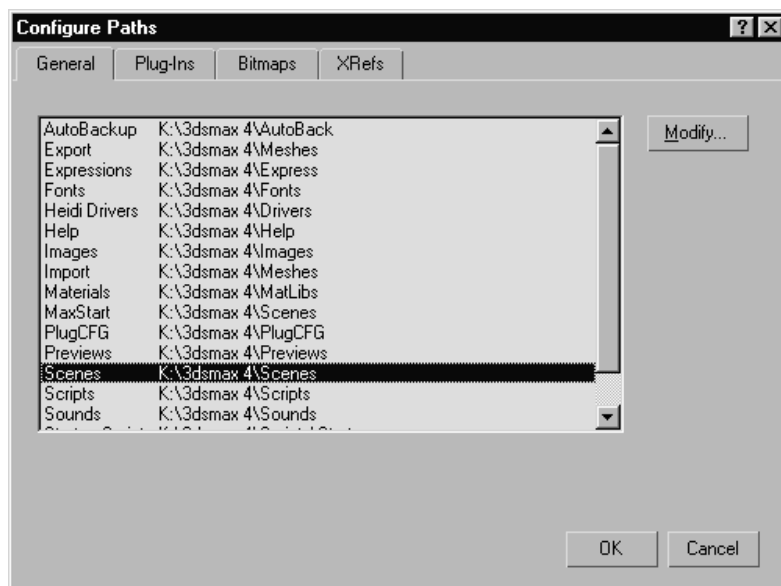 Configure Paths
General Plug-Ins Bitmaps XRefs
AutoBackup K:\3dsmax 4\AutoBack
Export K:\3dsmax 4\Meshes
Expressions K:\3dsmax 4\Express
Fonts K:\3dsmax 4\Fonts
Heidi Drivers K:\3dsmax 4\Drivers
Help K:\3dsmax 4\Help
Images K:\3dsmax 4\Images
Import K:\3dsmax 4\Meshes
Materials K:\3dsmax 4\MatLibs
MaxStart K:\3dsmax 4\Scenes
PlugCFG K:\3dsmax 4\PlugCFG
Previews K:\3dsmax 4\Previews
Scenes K:\3dsmax 4\Scenes
Scripts K:\3dsmax 4\Scripts
Sounds K:\3dsmax 4\Sounds
Modify...
OK Cancel